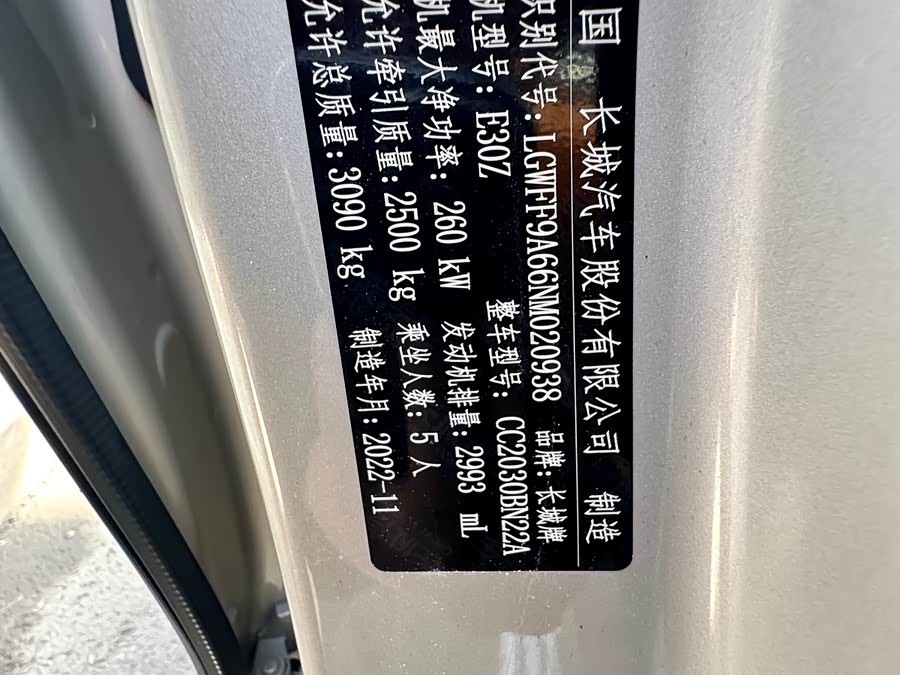 国 长城汽车股份有限公司 制造
识别代号:LGWFF9A66NM020938 品牌:长城牌
机型号:E30Z 整车型号:CC2030BN22A
机最大净功率:260 kW 发动机排量:2993 mL
允许牵引质量:2500 kg 乘坐人数:5 人
允许总质量:3090 kg 制造年月:2022-11